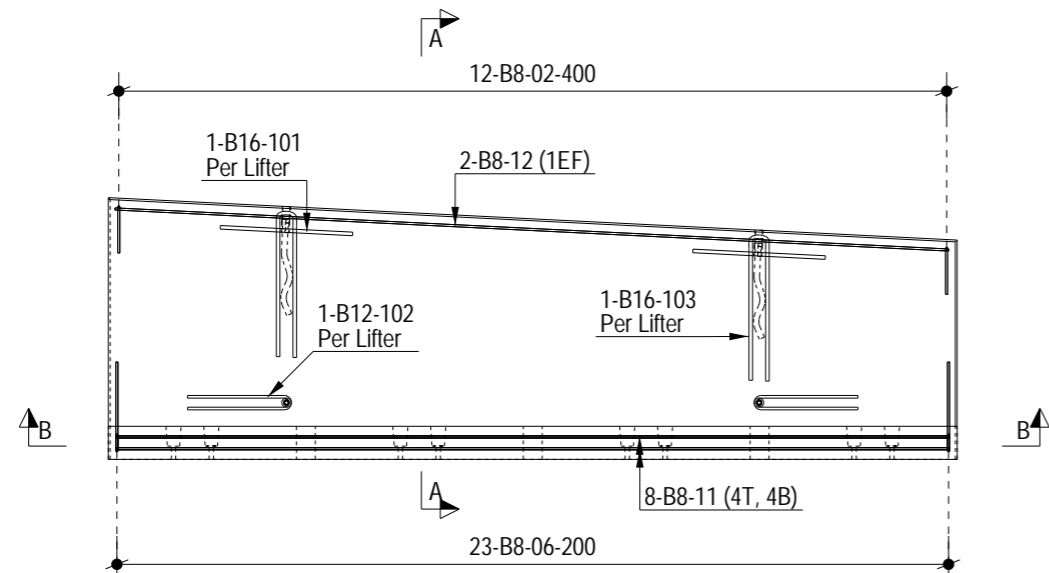 A
12-B8-02-400
1-B16-101
Per Lifter
2-B8-12 (1EF)
1-B12-102
Per Lifter
1-B16-103
Per Lifter
B
B
A
8-B8-11 (4T, 4B)
23-B8-06-200